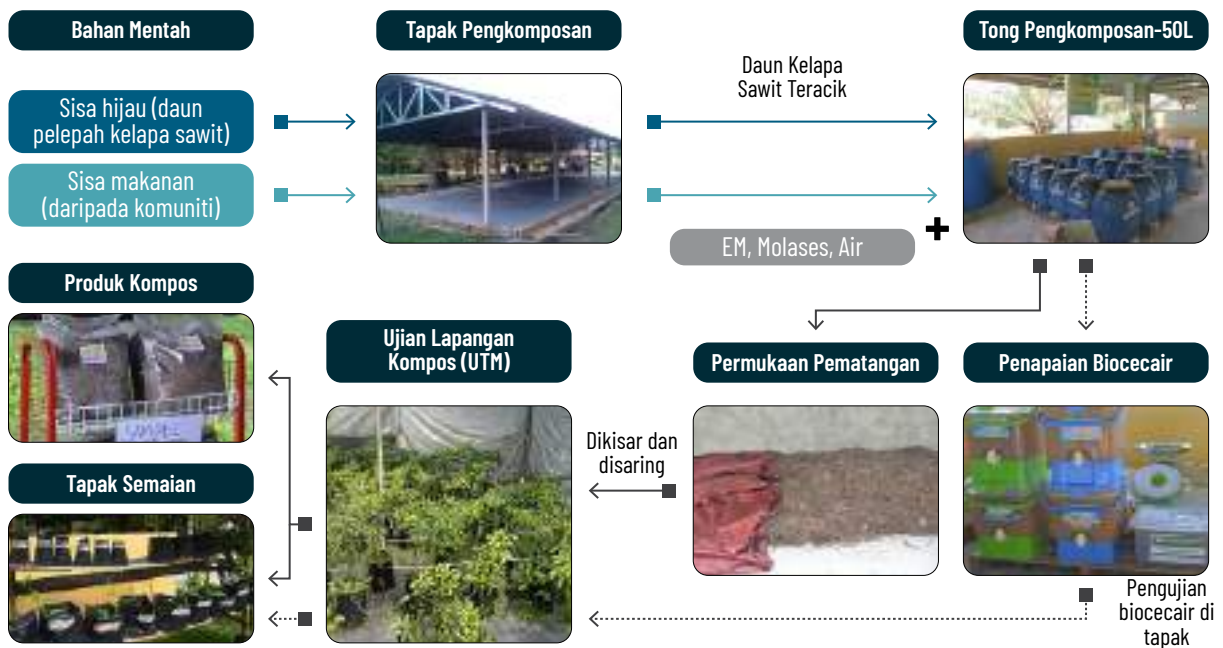 Bahan Mentah
Tapak Pengkomposan
Tong Pengkomposan-50L
Sisa hijau (daun
pelepah kelapa sawit)
Daun Kelapa
Sawit Teracik
Sisa makanan
(daripada komuniti)
EM, Molases, Air
+
Produk Kompos
Ujian Lapangan
Kompos (UTM)
Permukaan Pematangan
Penapaian Biocecair
Dikisar dan
disaring
Tapak Semaian
Pengujian
biocecair di
tapak